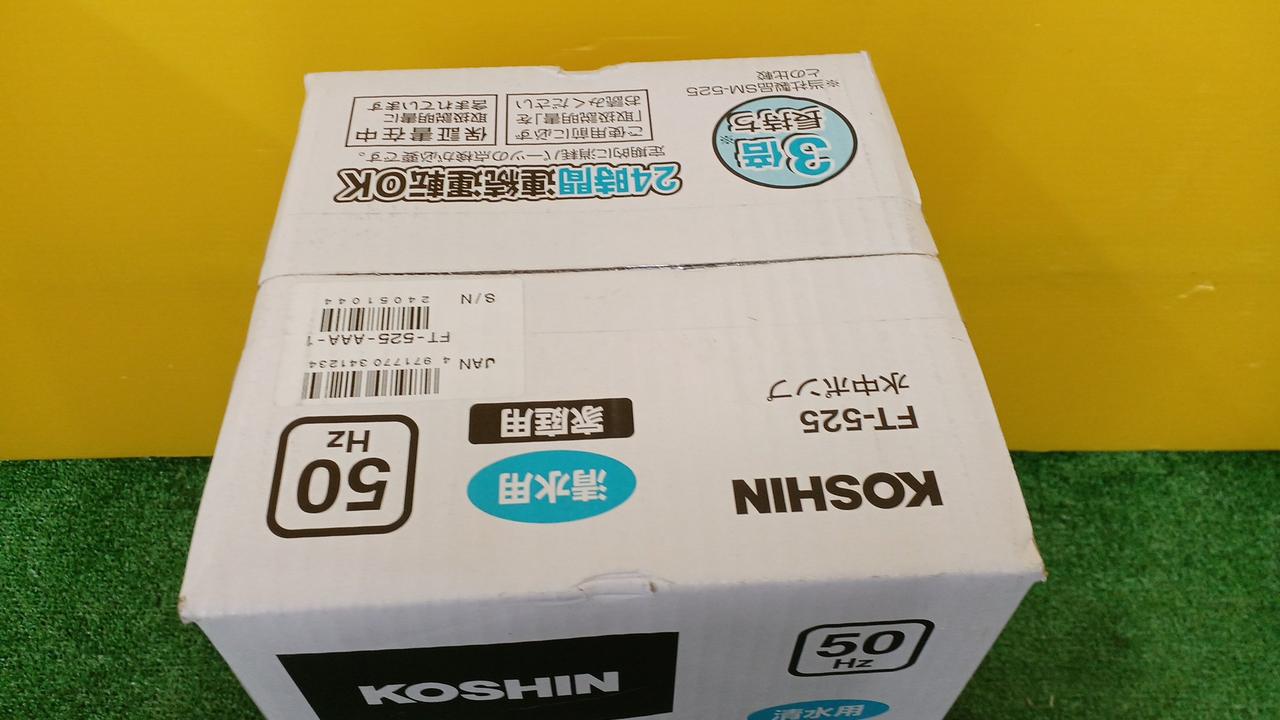 KOSHIN
FT-525
水中ポンプ
清水用
家庭用
50
Hz
JAN
4 971770 341234
FT-525-AAA-1
S/N
24051044
24時間連続運転OK
定期的に消耗パーツの点検が必要です。
ご使用前に必ず
「取扱説明書」を
お読みください
保証書在中
取扱説明書に
含まれています
3倍※
長持ち
※当社製品SM-525
との比較
KOSHIN
50
Hz
清水用